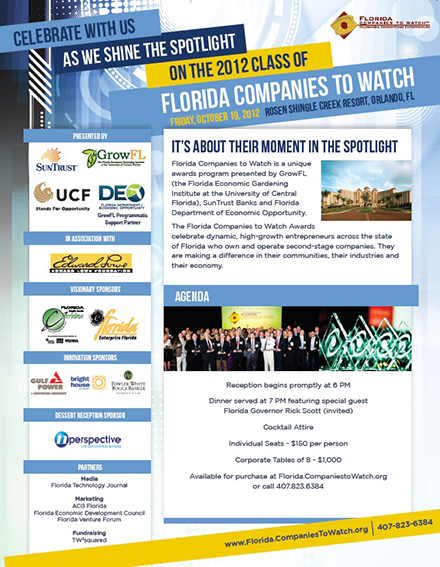 CELEBRATE WITH US
AS WE SHINE THE SPOTLIGHT
ON THE 2012 CLASS OF
FLORIDA COMPANIES TO WATCH
FRIDAY, OCTOBER 19, 2012 ROSEN SHINGLE CREEK RESORT, ORLANDO, FL
FLORIDA
COMPANIES TO WATCH
PRESENTED BY
SUNTRUST
GrowFL
UCF
Stands For Opportunity
DEO
FLORIDA DEPARTMENT of
ECONOMIC OPPORTUNITY
GrowFL Programmatic
Support Partner
IN ASSOCIATION WITH
Edward Lowe
EDWARD LOWE FOUNDATION
VISIONARY SPONSORS
FLORIDA
Florida
Enterprise Florida
INNOVATION SPONSORS
GULF
POWER
bright
house
FOWLER WHITE
BOGGS BANKER
DESSERT RECEPTION SPONSOR
nperspective
PARTNERS
Media
Florida Technology Journal
Marketing
ACG Florida
Florida Economic Development Council
Florida Venture Forum
Fundraising
TW²squared
IT'S ABOUT THEIR MOMENT IN THE SPOTLIGHT
Florida Companies to Watch is a unique
awards program presented by GrowFL
(the Florida Economic Gardening
Institute at the University of Central
Florida), SunTrust Banks and Florida
Department of Economic Opportunity.
The Florida Companies to Watch Awards
celebrate dynamic, high-growth entrepreneurs across the state
of Florida who own and operate second-stage companies. They
are making a difference in their communities, their industries and
their economy.
AGENDA
Reception begins promptly at 6 PM
Dinner served at 7 PM featuring special guest
Florida Governor Rick Scott (invited)
Cocktail Attire
Individual Seats - $150 per person
Corporate Tables of 8 - $1,000
Available for purchase at Florida.CompaniestoWatch.org
or call 407.823.6384
www.Florida.CompaniesToWatch.org | 407-823-6384